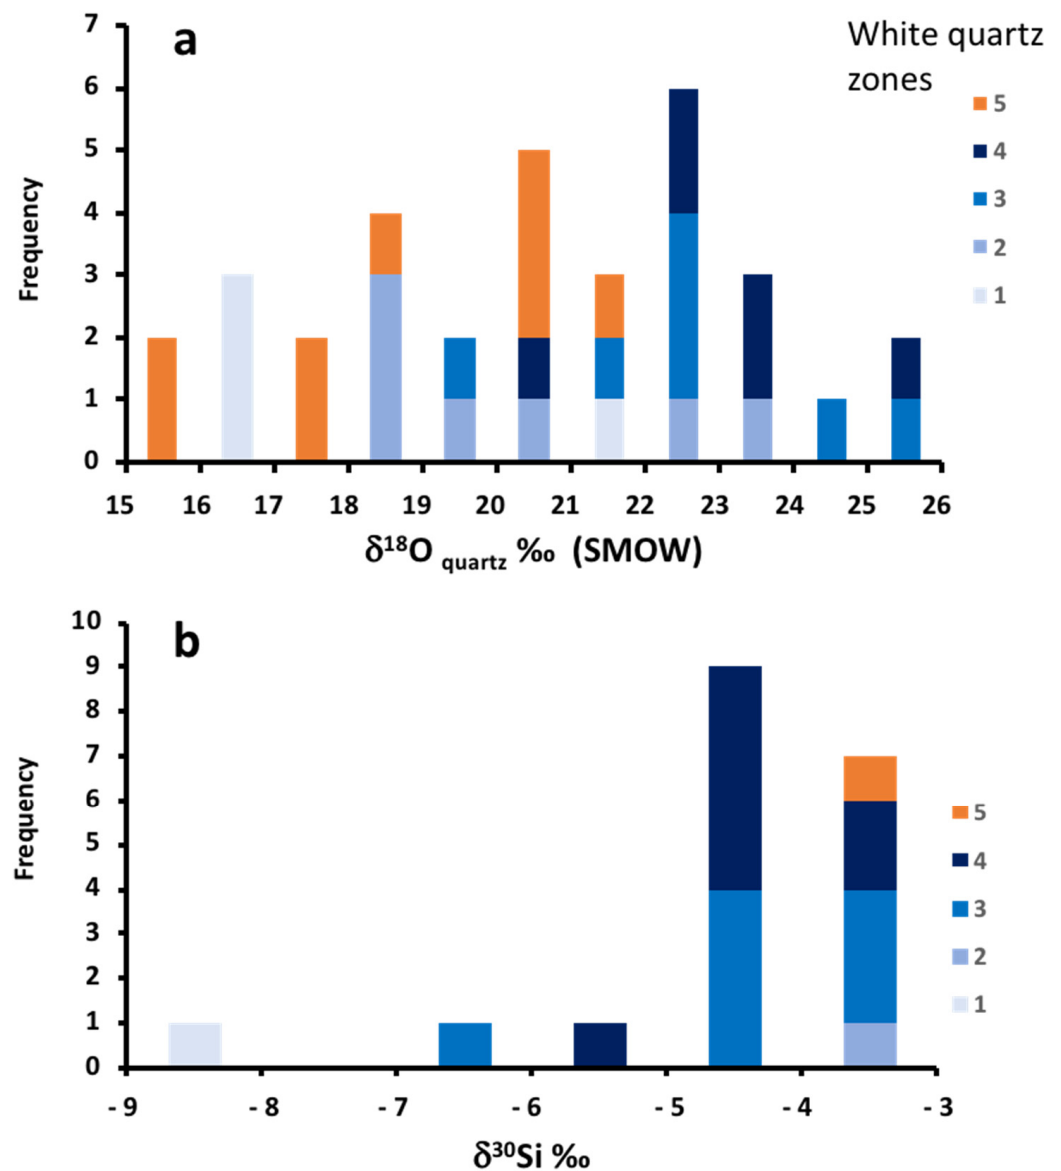 a
White quartz
zones
5
4
3
2
1
7
6
5
4
3
2
1
0
Frequency
15 16 17 18 19 20 21 22 23 24 25 26
δ¹⁸O quartz ‰ (SMOW)
b
10
9
8
7
6
5
4
3
2
1
0
Frequency
5
4
3
2
1
- 9 - 8 - 7 - 6 - 5 - 4 - 3
δ³⁰Si ‰